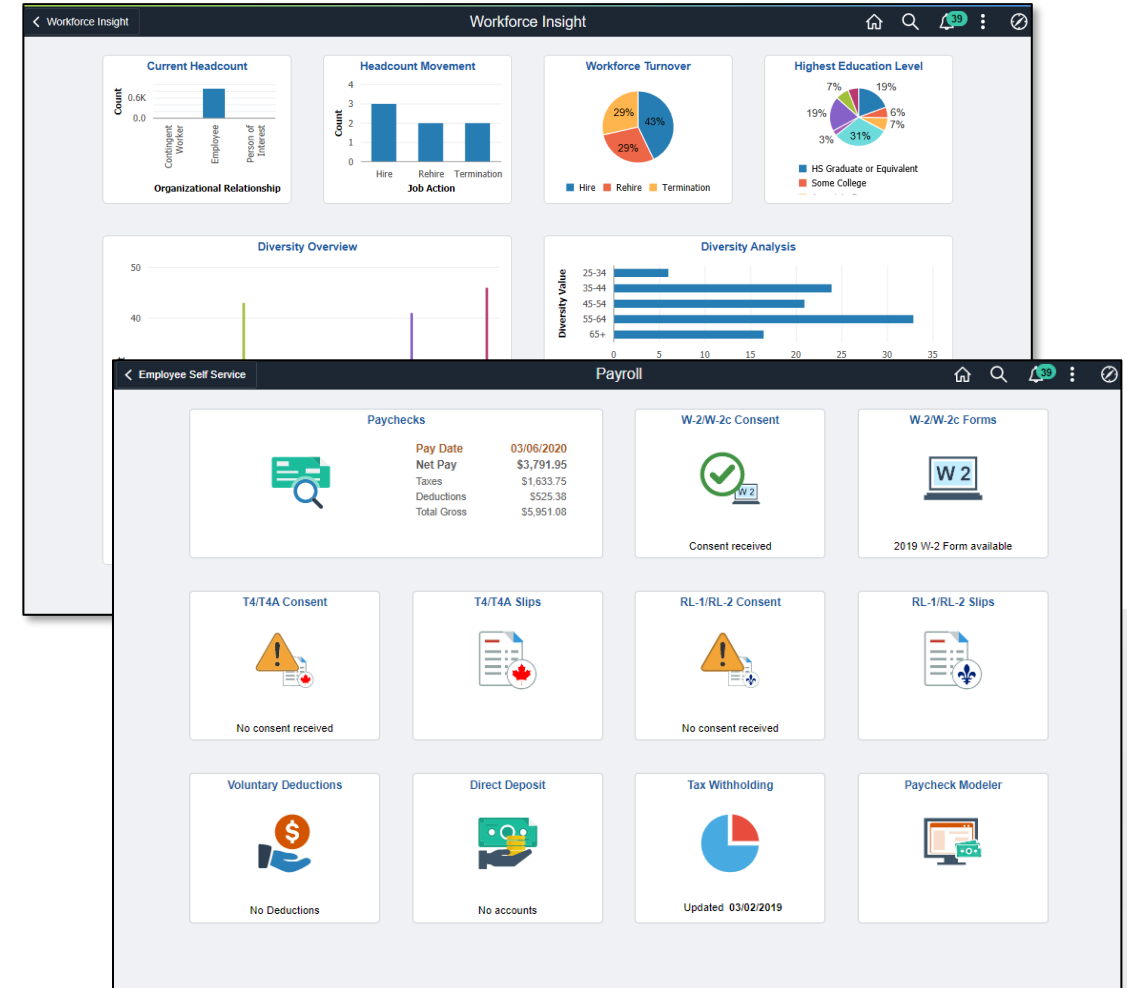 Workforce Insight
Workforce Insight
39
Current Headcount
Count
0.6K
0.0
Contingent Worker
Employee
Person of Interest
Organizational Relationship
Headcount Movement
Count
4
3
2
1
0
Hire
Rehire
Termination
Job Action
Workforce Turnover
29%
43%
29%
Hire
Rehire
Termination
Highest Education Level
7%
19%
19%
6%
7%
3%
31%
HS Graduate or Equivalent
Some College
Diversity Overview
50
40
Diversity Analysis
Diversity Value
25-34
35-44
45-54
55-64
65+
0 5 10 15 20 25 30 35
Employee Self Service
Payroll
39
Paychecks
Pay Date 03/06/2020
Net Pay $3,791.95
Taxes $1,633.75
Deductions $525.38
Total Gross $5,951.08
W-2/W-2c Consent
W 2
Consent received
W-2/W-2c Forms
W 2
2019 W-2 Form available
T4/T4A Consent
No consent received
T4/T4A Slips
RL-1/RL-2 Consent
No consent received
RL-1/RL-2 Slips
Voluntary Deductions
$
No Deductions
Direct Deposit
No accounts
Tax Withholding
Updated 03/02/2019
Paycheck Modeler